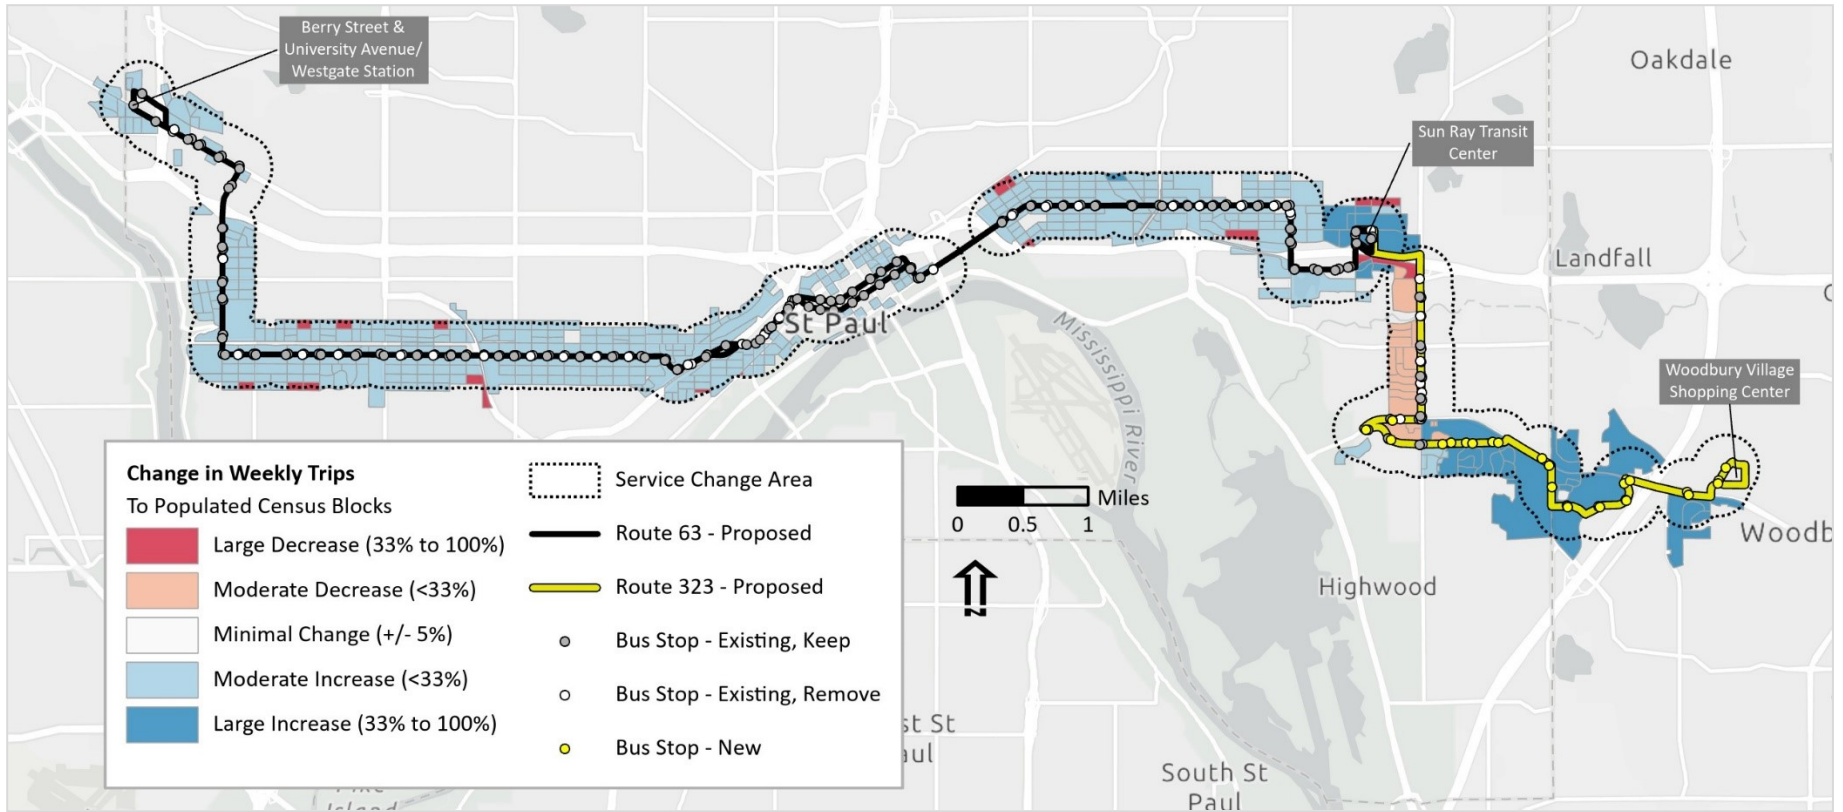 Berry Street &
University Avenue/
Westgate Station
Oakdale
Sun Ray Transit
Center
Landfall
St Paul
Mississippi River
Woodbury Village
Shopping Center
Woodb
Highwood
Miles
0 0.5 1
N
st St
aul
South St
Paul
Island
Change in Weekly Trips
To Populated Census Blocks
Large Decrease (33% to 100%)
Moderate Decrease (<33%)
Minimal Change (+/- 5%)
Moderate Increase (<33%)
Large Increase (33% to 100%)
Service Change Area
Route 63 - Proposed
Route 323 - Proposed
Bus Stop - Existing, Keep
Bus Stop - Existing, Remove
Bus Stop - New